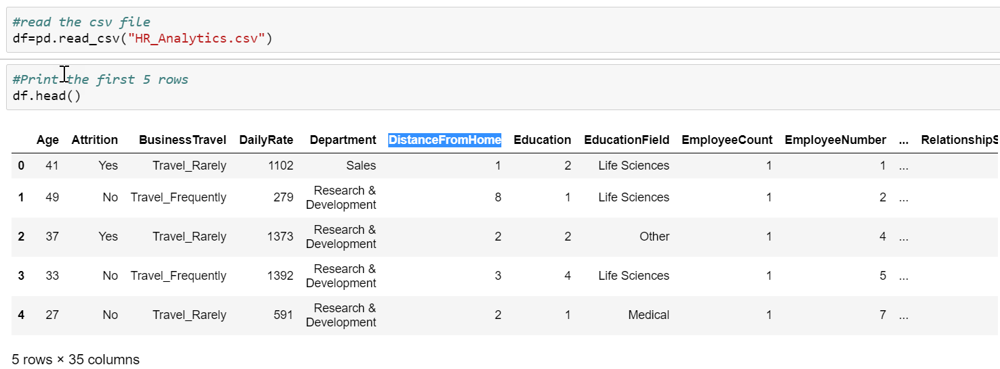 #read the csv file
df=pd.read_csv("HR_Analytics.csv")
#Print the first 5 rows
df.head()
Age Attrition BusinessTravel DailyRate Department DistanceFromHome Education EducationField EmployeeCount EmployeeNumber ... RelationshipS
0 41 Yes Travel_Rarely 1102 Sales 1 2 Life Sciences 1 1 ...
1 49 No Travel_Frequently 279 Research &
Development 8 1 Life Sciences 1 2 ...
2 37 Yes Travel_Rarely 1373 Research &
Development 2 2 Other 1 4 ...
3 33 No Travel_Frequently 1392 Research &
Development 3 4 Life Sciences 1 5 ...
4 27 No Travel_Rarely 591 Research &
Development 2 1 Medical 1 7 ...
5 rows × 35 columns